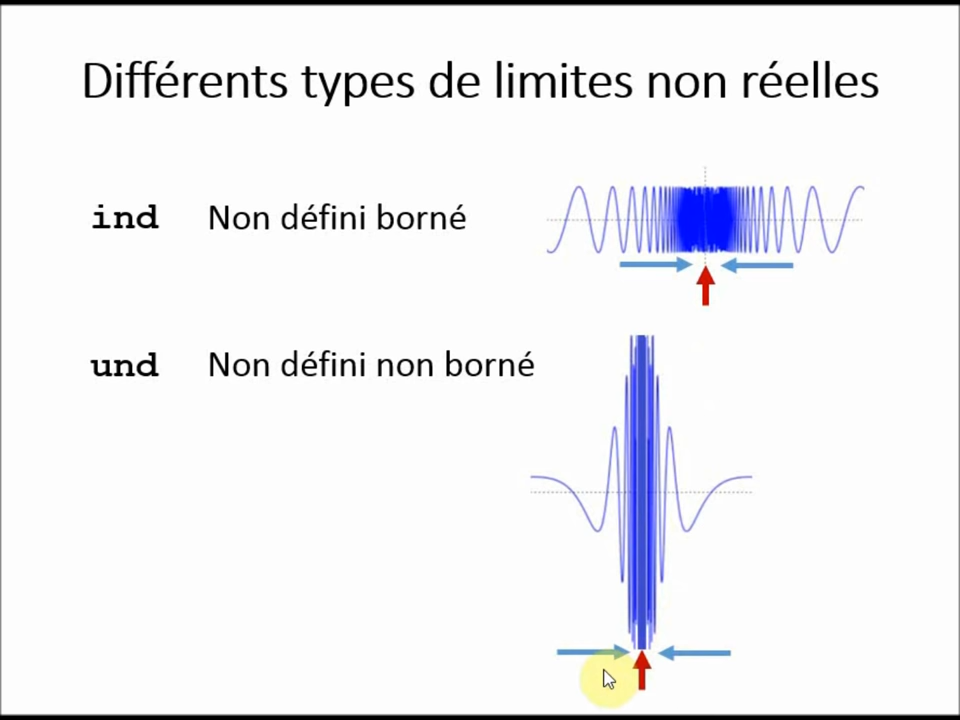 Différents types de limites non réelles
ind Non défini borné
und Non défini non borné